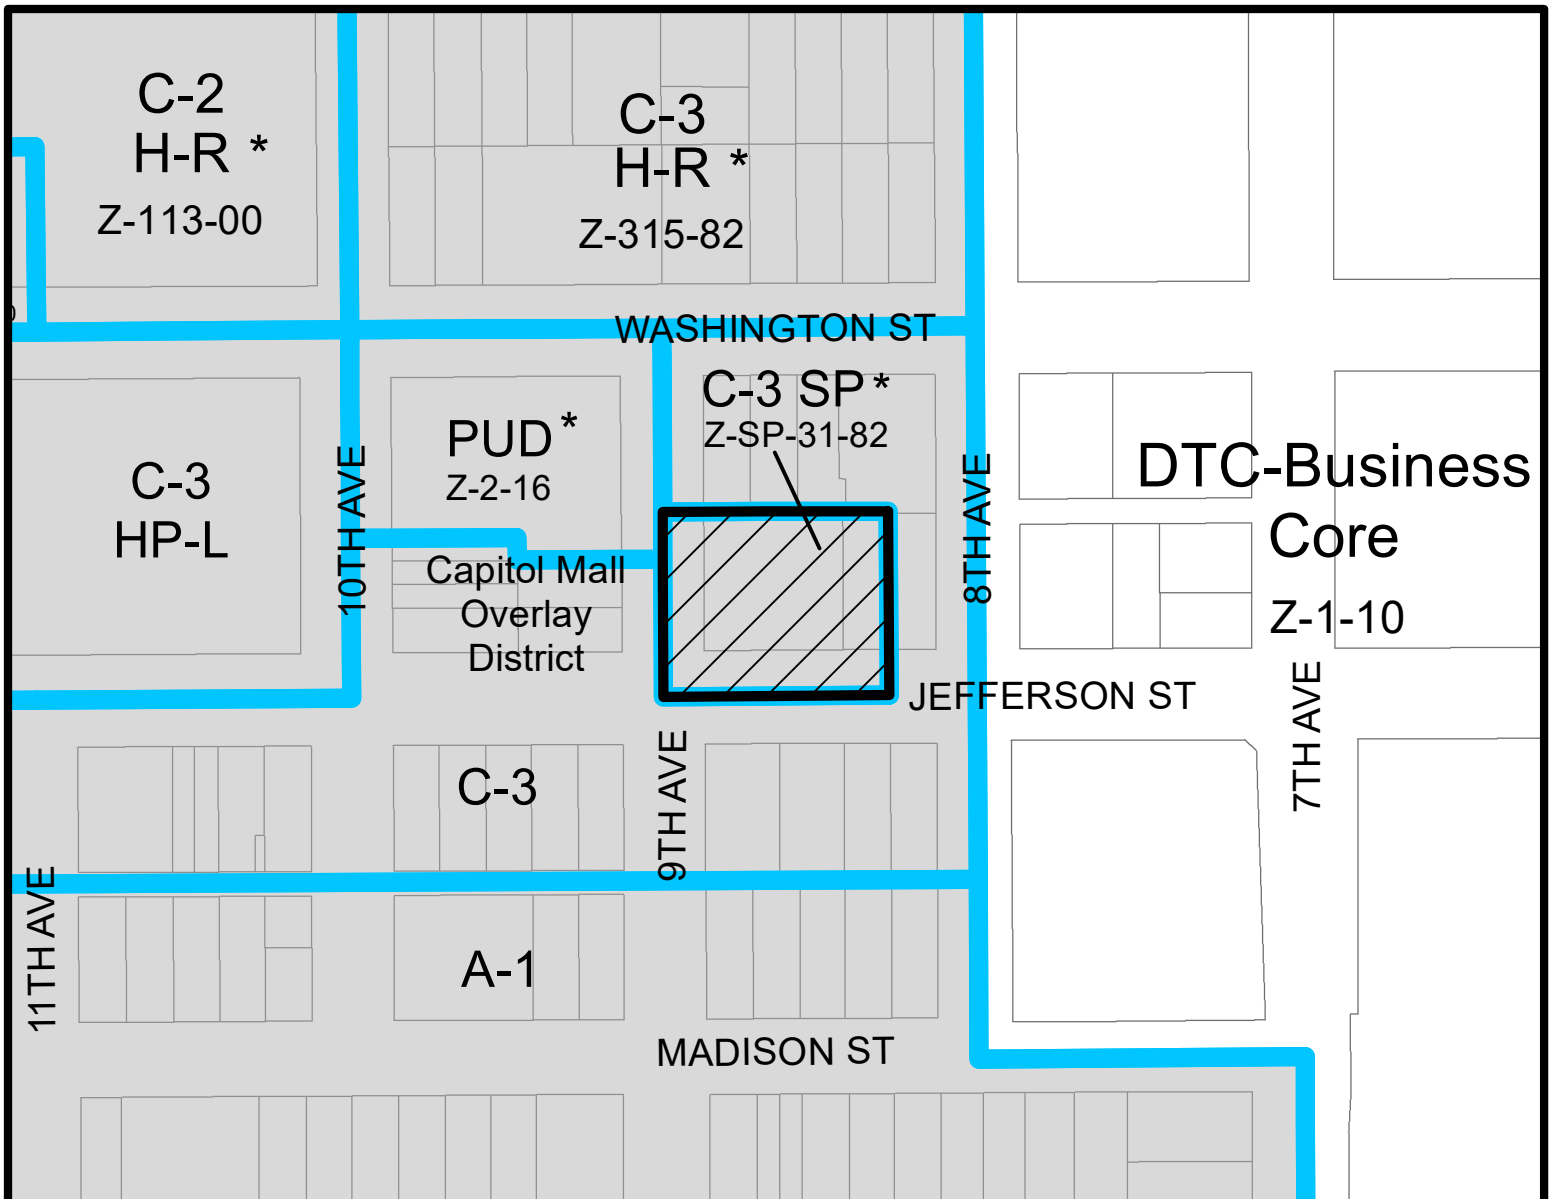 C-2
H-R *
Z-113-00
C-3
H-R *
Z-315-82
WASHINGTON ST
C-3 SP *
Z-SP-31-82
PUD *
Z-2-16
C-3
HP-L
10TH AVE
8TH AVE
DTC-Business
Core
Z-1-10
Capitol Mall
Overlay
District
JEFFERSON ST
7TH AVE
9TH AVE
C-3
11TH AVE
A-1
MADISON ST